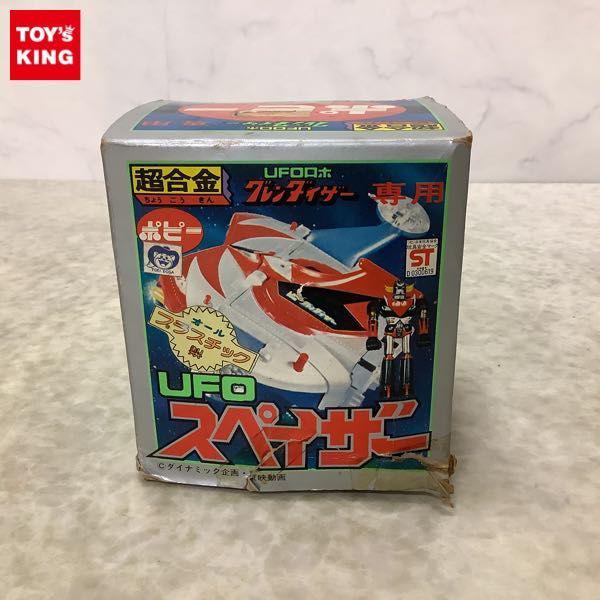 TOY's
KING
超合金
ちょうごうきん
UFOロボ
グレンダイザー
専用
ポピー
ST
D0300619
オール
プラスチック
製
UFO
スペイザー
©ダイナミック企画・東映動画